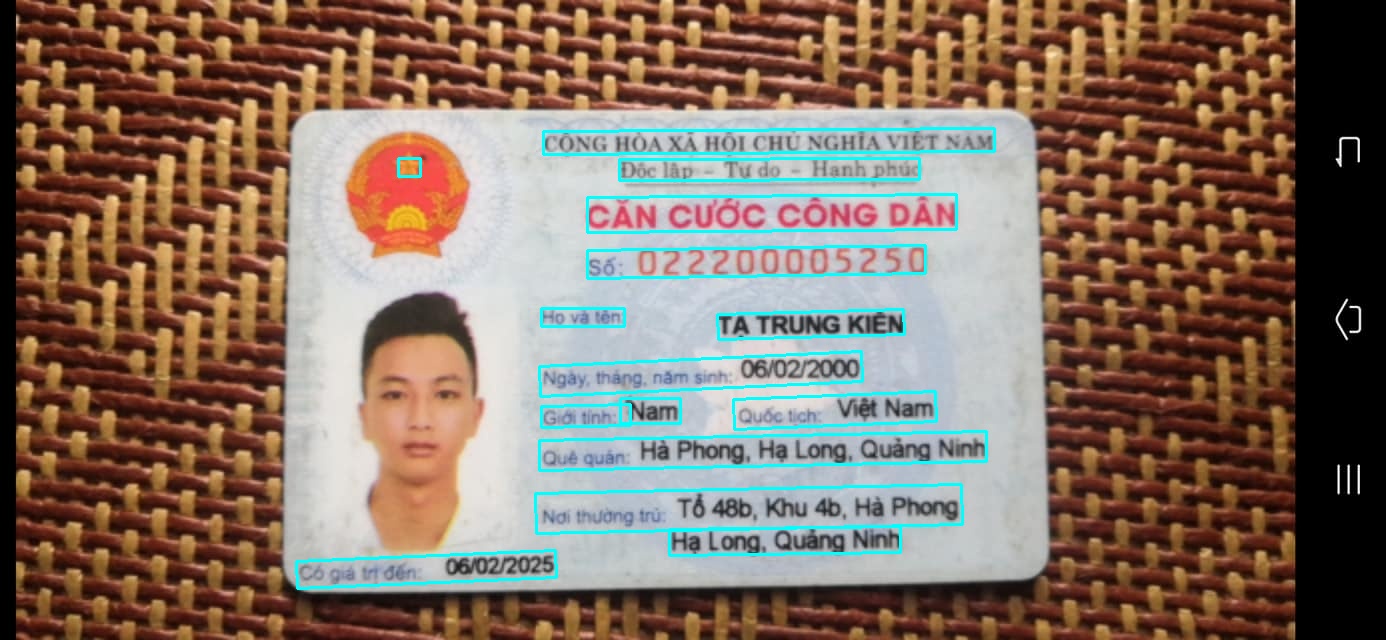 CỘNG HÒA XÃ HỘI CHỦ NGHĨA VIỆT NAM
Độc lập – Tự do – Hạnh phúc
CĂN CƯỚC CÔNG DÂN
Số: 022200005250
Họ và tên: TẠ TRUNG KIÊN
Ngày, tháng, năm sinh: 06/02/2000
Giới tính: Nam Quốc tịch: Việt Nam
Quê quán: Hà Phong, Hạ Long, Quảng Ninh
Nơi thường trú: Tổ 48b, Khu 4b, Hà Phong
Hạ Long, Quảng Ninh
Có giá trị đến: 06/02/2025